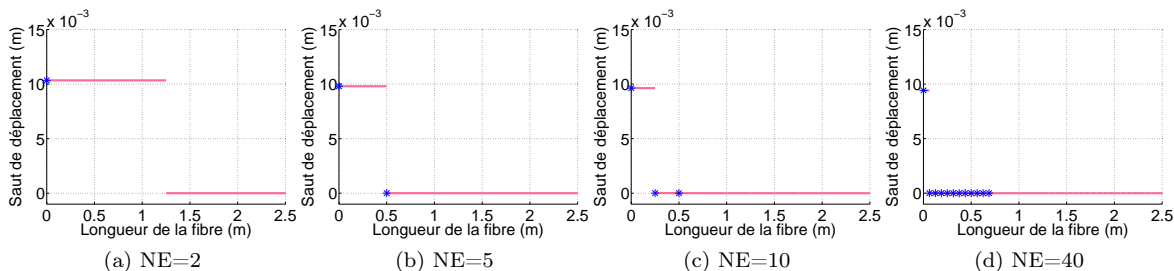 x 10⁻³
15
10
5
0
Saut de déplacement (m)
0 0.5 1 1.5 2 2.5
Longueur de la fibre (m)
(a) NE=2
x 10⁻³
15
10
5
0
Saut de déplacement (m)
0 0.5 1 1.5 2 2.5
Longueur de la fibre (m)
(b) NE=5
x 10⁻³
15
10
5
0
Saut de déplacement (m)
0 0.5 1 1.5 2 2.5
Longueur de la fibre (m)
(c) NE=10
x 10⁻³
15
10
5
0
Saut de déplacement (m)
0 0.5 1 1.5 2 2.5
Longueur de la fibre (m)
(d) NE=40